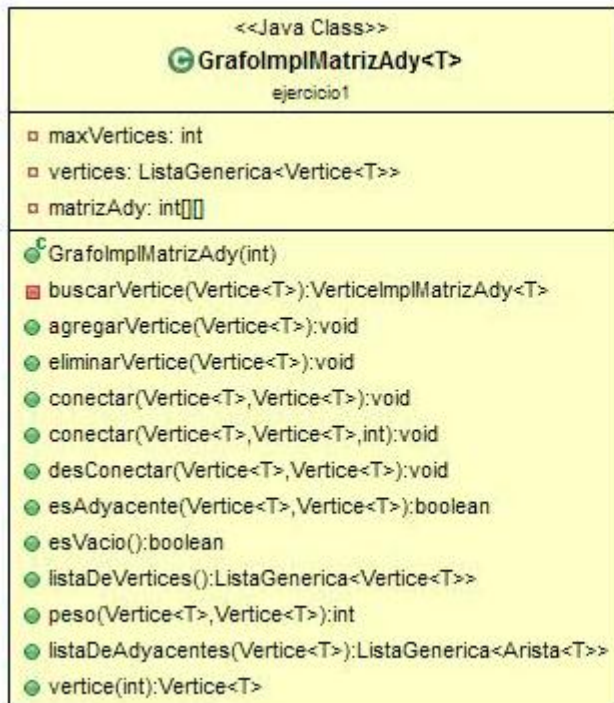 <<Java Class>>
GrafoImplMatrizAdy<T>
ejercicio1
maxVertices: int
vertices: ListaGenerica<Vertice<T>>
matrizAdy: int[][]
GrafoImplMatrizAdy(int)
buscarVertice(Vertice<T>):VerticeImplMatrizAdy<T>
agregarVertice(Vertice<T>):void
eliminarVertice(Vertice<T>):void
conectar(Vertice<T>,Vertice<T>):void
conectar(Vertice<T>,Vertice<T>,int):void
desConectar(Vertice<T>,Vertice<T>):void
esAdyacente(Vertice<T>,Vertice<T>):boolean
esVacio():boolean
listaDeVertices():ListaGenerica<Vertice<T>>
peso(Vertice<T>,Vertice<T>):int
listaDeAdyacentes(Vertice<T>):ListaGenerica<Arista<T>>
vertice(int):Vertice<T>